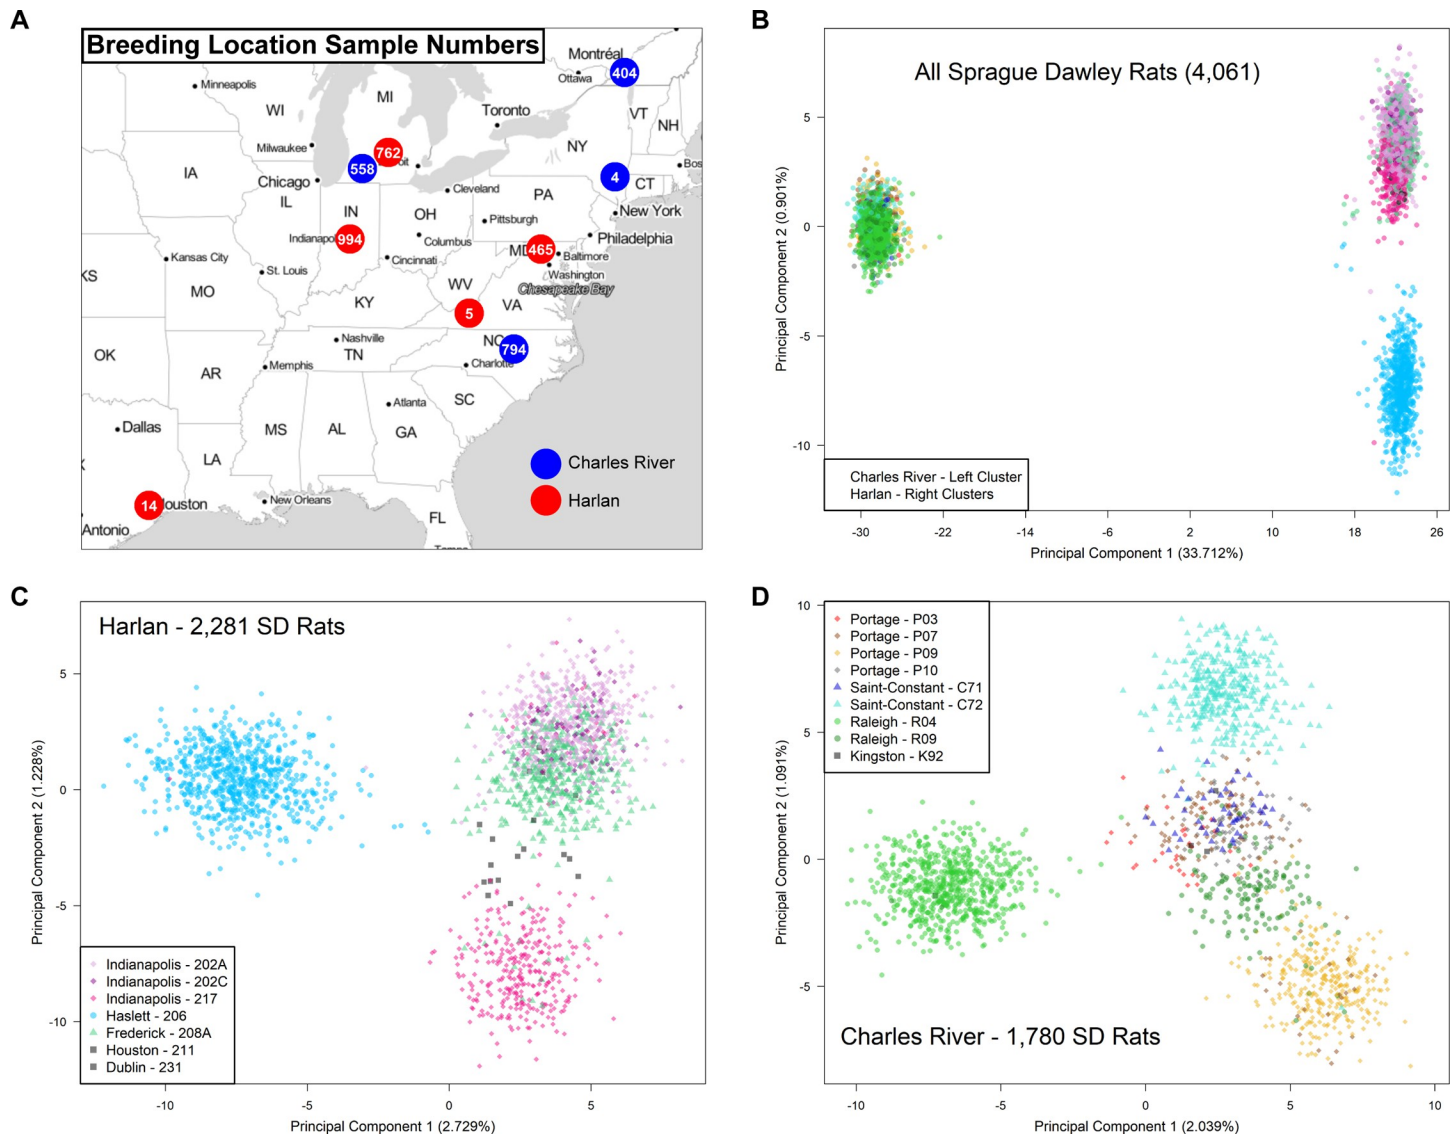 A
Breeding Location Sample Numbers
Montréal
Ottawa
404
Minneapolis
WI
MI
Toronto
VT
NH
Milwaukee
762
558
NY
Bos
IA
Chicago
4
CT
Cleveland
IL
IN
OH
PA
New York
Pittsburgh
Indianapo
994
Columbus
MD
465
Philadelphia
Baltimore
Kansas City
Cincinnati
Washington
KS
St. Louis
WV
Chesapeake Bay
MO
KY
VA
5
Nashville
NC
794
OK
TN
Memphis
Charlotte
AR
SC
Atlanta
Dallas
MS
AL
GA
LA
Charles River
14
ouston
New Orleans
Harlan
FL
Antonio
B
All Sprague Dawley Rats (4,061)
5
0
-5
-10
Principal Component 2 (0.901%)
Charles River - Left Cluster
Harlan - Right Clusters
-30 -22 -14 -6 2 10 18 26
Principal Component 1 (33.712%)
C
Harlan - 2,281 SD Rats
5
0
-5
-10
Principal Component 2 (1.228%)
Indianapolis - 202A
Indianapolis - 202C
Indianapolis - 217
Haslett - 206
Frederick - 208A
Houston - 211
Dublin - 231
-10 -5 0 5
Principal Component 1 (2.729%)
D
10
5
0
-5
Principal Component 2 (1.091%)
Portage - P03
Portage - P07
Portage - P09
Portage - P10
Saint-Constant - C71
Saint-Constant - C72
Raleigh - R04
Raleigh - R09
Kingston - K92
Charles River - 1,780 SD Rats
-10 -5 0 5 10
Principal Component 1 (2.039%)